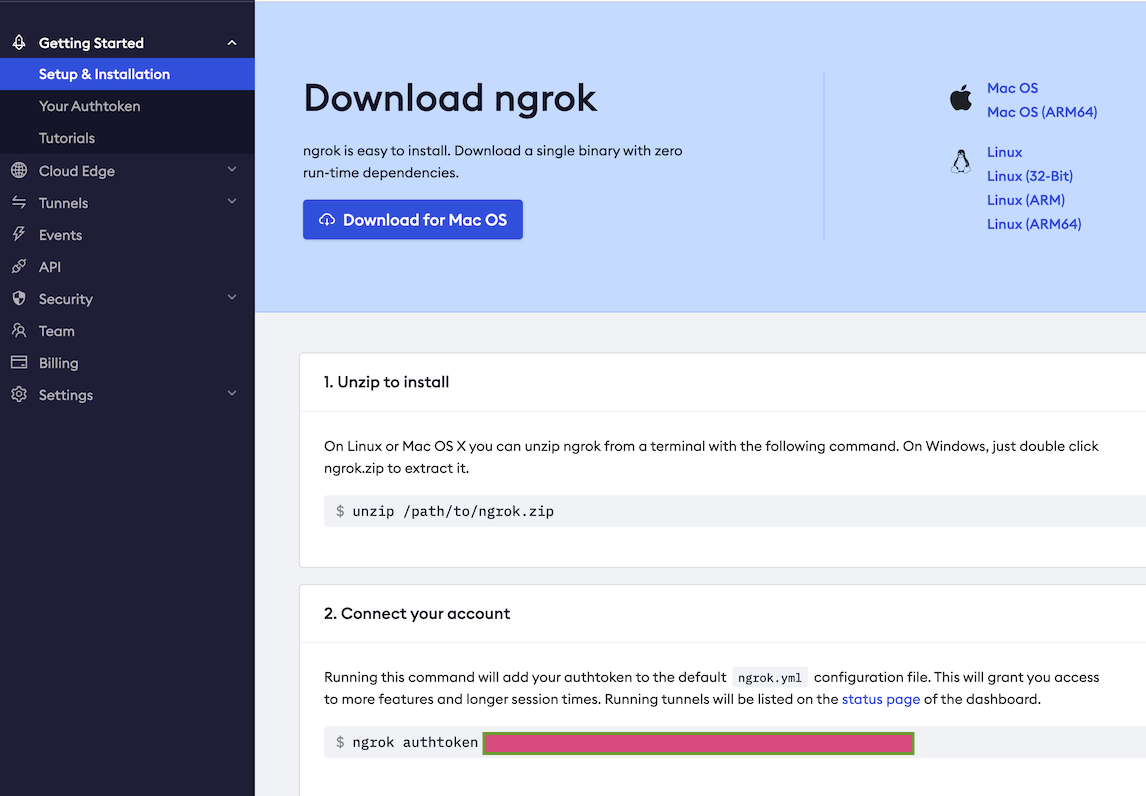 Getting Started
Setup & Installation
Your Authtoken
Tutorials
Cloud Edge
Tunnels
Events
API
Security
Team
Billing
Settings
Download ngrok
ngrok is easy to install. Download a single binary with zero
run-time dependencies.
Download for Mac OS
Mac OS
Mac OS (ARM64)
Linux
Linux (32-Bit)
Linux (ARM)
Linux (ARM64)
1. Unzip to install
On Linux or Mac OS X you can unzip ngrok from a terminal with the following command. On Windows, just double click
ngrok.zip to extract it.
$ unzip /path/to/ngrok.zip
2. Connect your account
Running this command will add your authtoken to the default ngrok.yml configuration file. This will grant you access
to more features and longer session times. Running tunnels will be listed on the status page of the dashboard.
$ ngrok authtoken